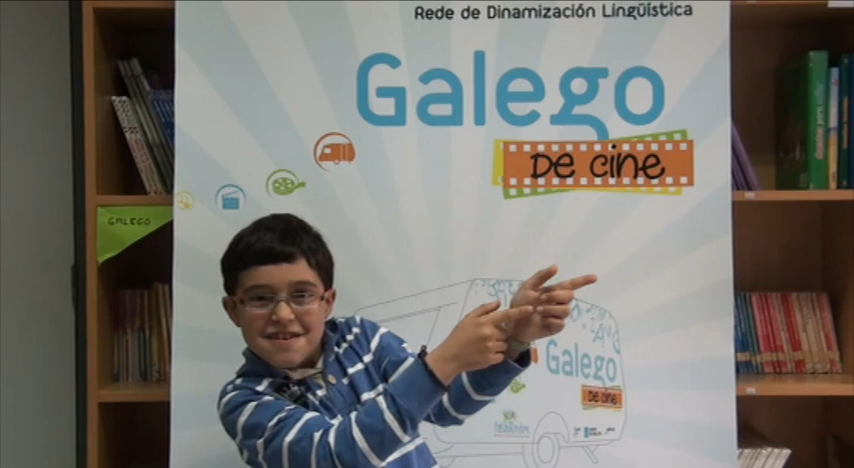 Rede de Dinamización Lingüística
Galego
DE CINE
GALEGO
Galego
DE CINE